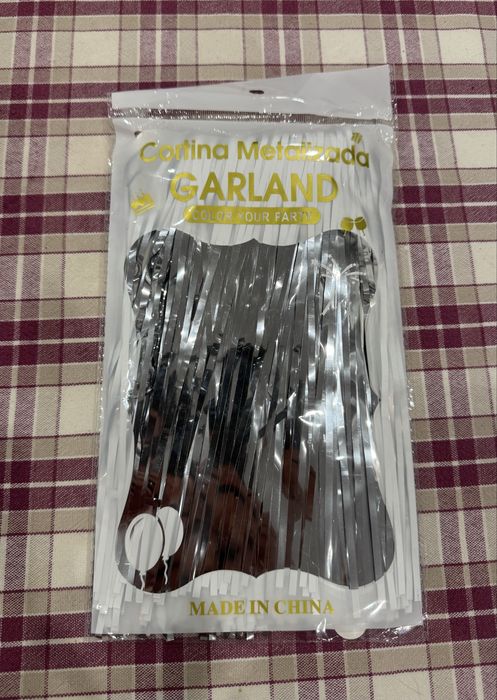 Cortina Metalizada
GARLAND
COLOR YOUR PARTY
MADE IN CHINA